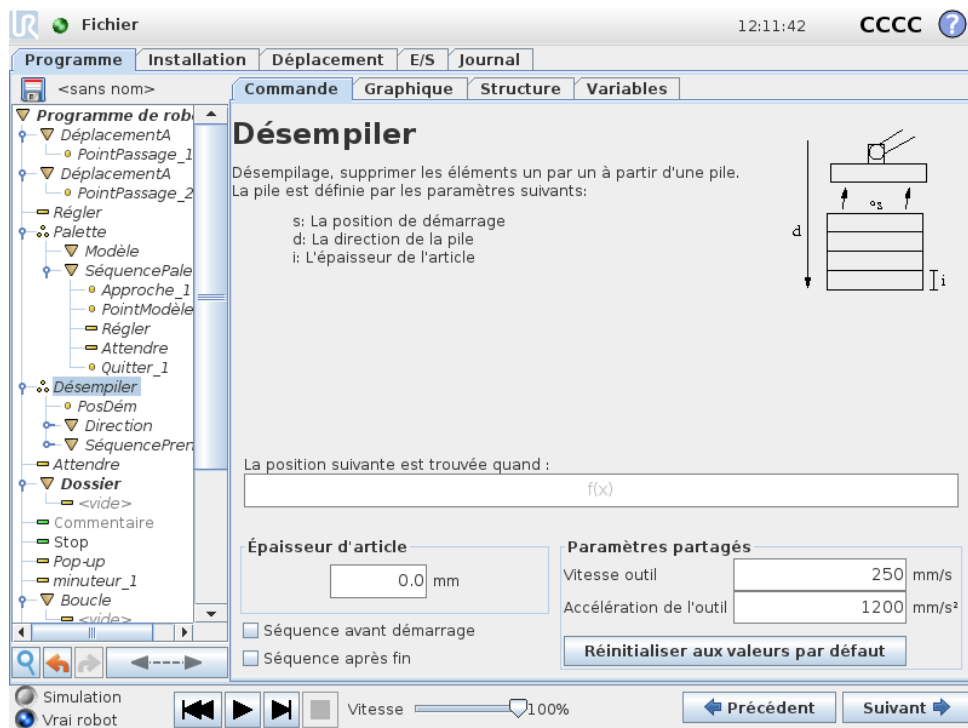 UR Fichier 12:11:42 CCCC ?
Programme Installation Déplacement E/S Journal
<sans nom>
Commande Graphique Structure Variables
Programme de rob
DéplacementA
PointPassage_1
DéplacementA
PointPassage_2
Régler
Palette
Modèle
SéquencePale
Approche_1
PointModèle
Régler
Attendre
Quitter_1
Désempiler
PosDém
Direction
SéquencePren
Attendre
Dossier
<vide>
Commentaire
Stop
Pop-up
minuteur_1
Boucle
<vide>
Désempiler
Désempilage, supprimer les éléments un par un à partir d'une pile.
La pile est définie par les paramètres suivants:
s: La position de démarrage
d: La direction de la pile
i: L'épaisseur de l'article
s
d
i
La position suivante est trouvée quand :
f(x)
Épaisseur d'article
0.0 mm
Séquence avant démarrage
Séquence après fin
Paramètres partagés
Vitesse outil 250 mm/s
Accélération de l'outil 1200 mm/s²
Réinitialiser aux valeurs par défaut
Simulation
Vrai robot
Vitesse 100%
Précédent Suivant